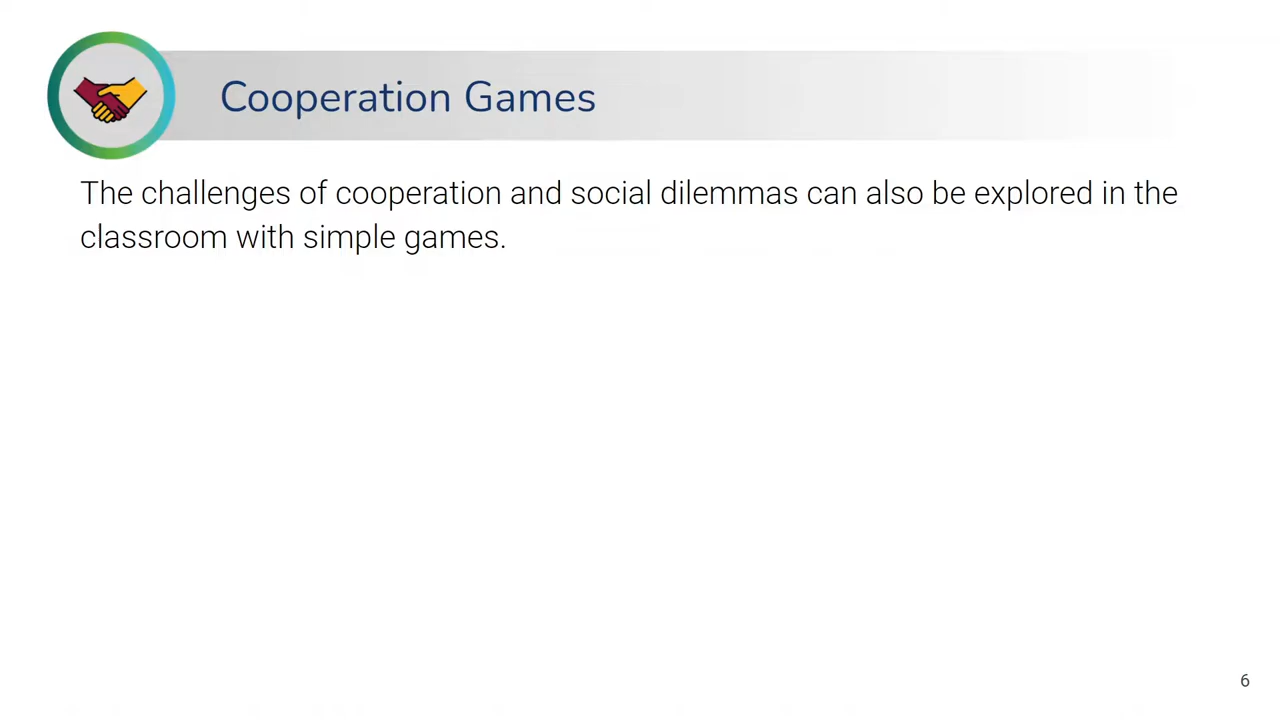 Cooperation Games
The challenges of cooperation and social dilemmas can also be explored in the
classroom with simple games.
6